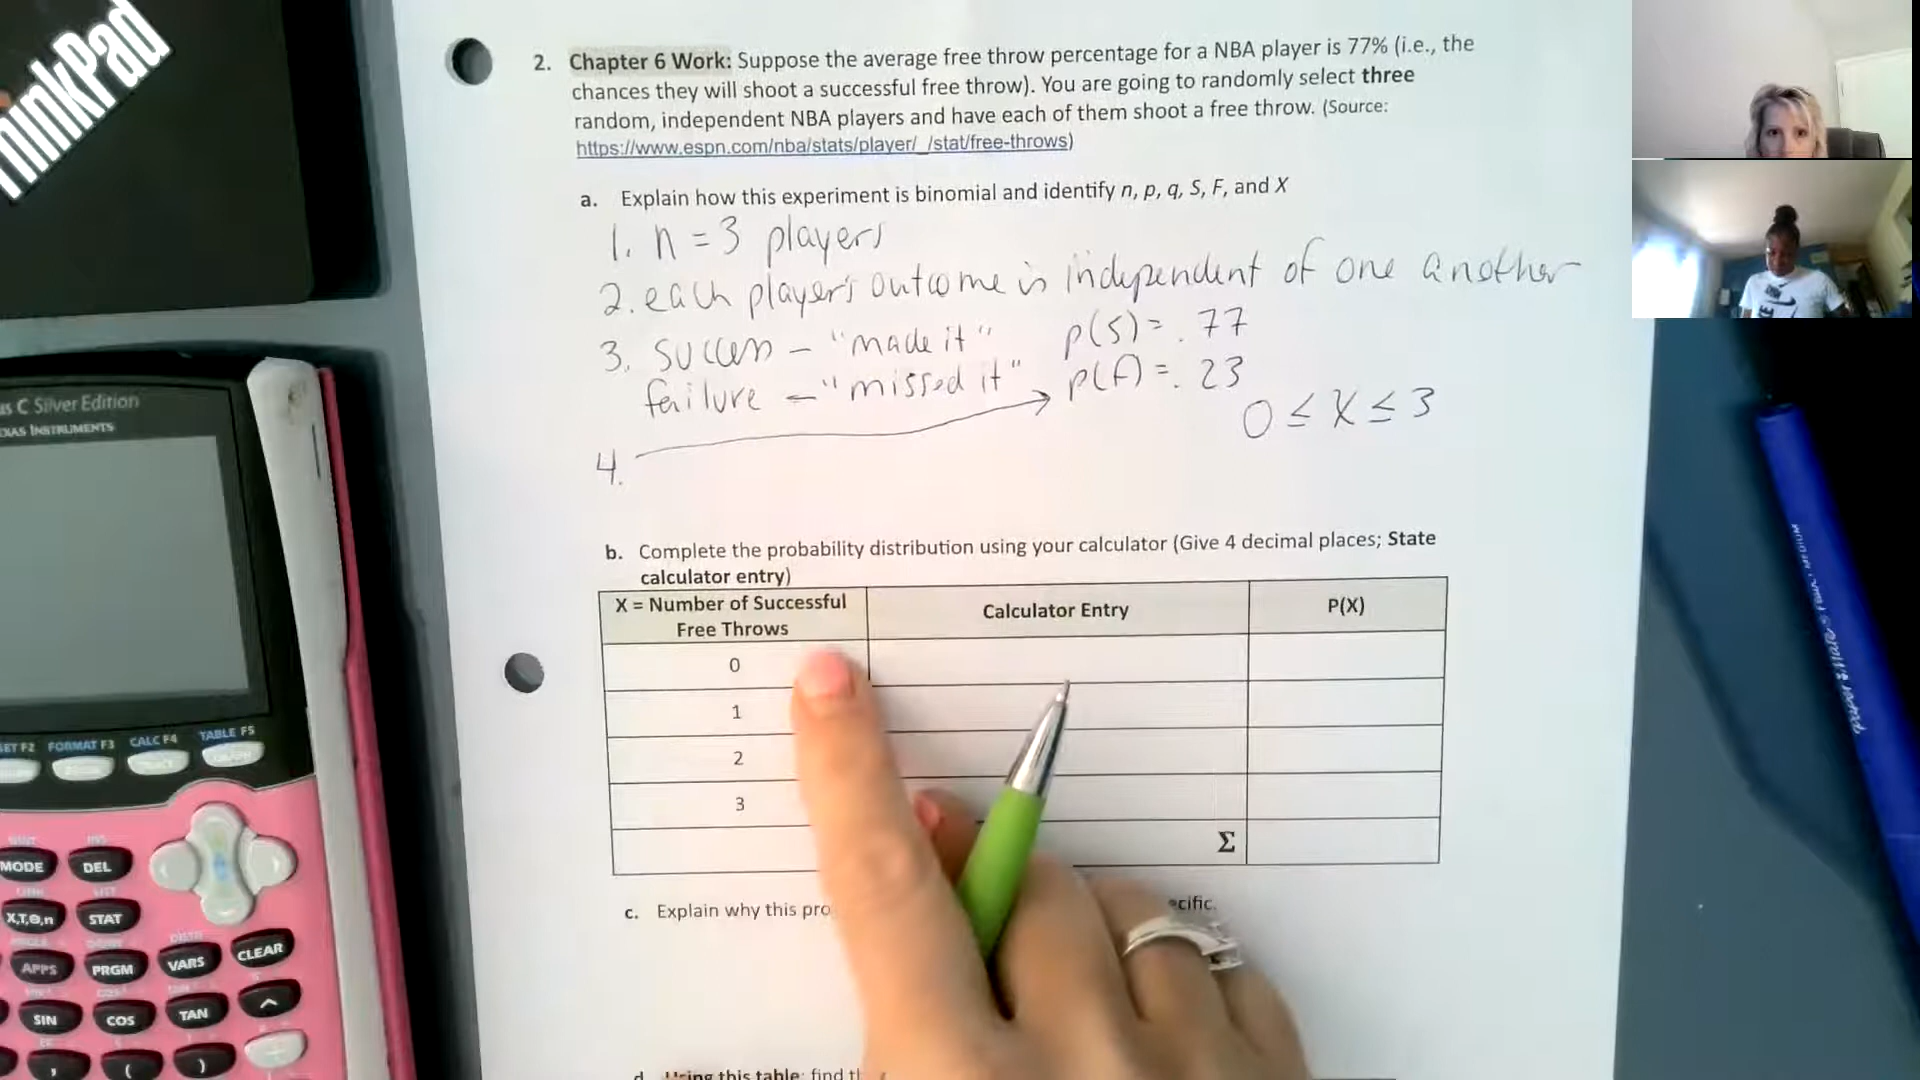 ThinkPad
2. Chapter 6 Work: Suppose the average free throw percentage for a NBA player is 77% (i.e., the
chances they will shoot a successful free throw). You are going to randomly select three
random, independent NBA players and have each of them shoot a free throw. (Source:
https://www.espn.com/nba/stats/player/_/stat/free-throws)
a. Explain how this experiment is binomial and identify n, p, q, S, F, and X
1. n = 3 players
2. each player's outcome is independent of one another
3. success - "made it" p(S) = .77
failure - "missed it" p(F) = .23
0 ≤ X ≤ 3
4.
b. Complete the probability distribution using your calculator (Give 4 decimal places; State
calculator entry)
X = Number of Successful
Free Throws
Calculator Entry
P(X)
0
1
2
3
Σ
c. Explain why this
d. Using this table; find
C Silver Edition
INSTRUMENTS
F2 FORMAT F3 CALC F4 TABLE F5
MODE DEL
X,T,θ,n STAT
APPS PRGM VARS CLEAR
SIN COS TAN ^
, ( )